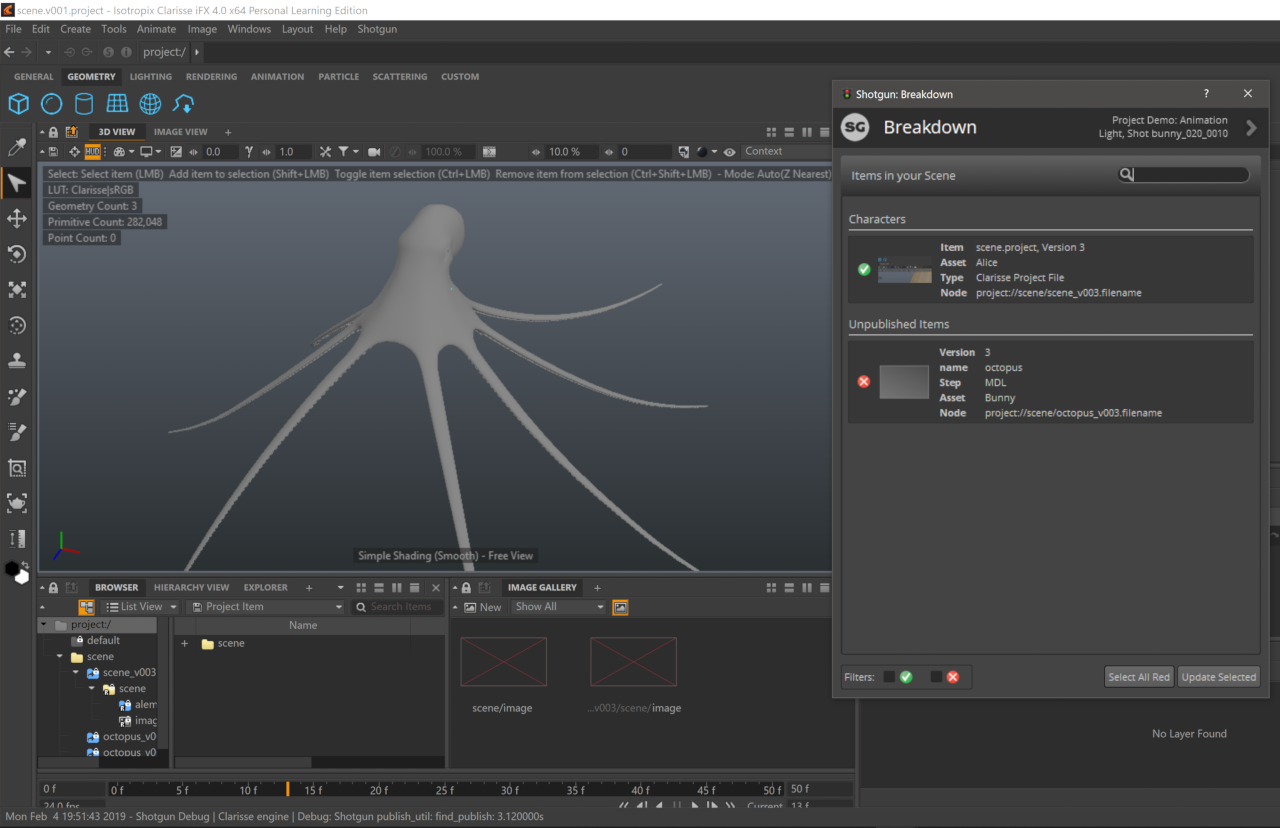 scene.v001.project - Isotropix Clarisse iFX 4.0 x64 Personal Learning Edition
File Edit Create Tools Animate Image Windows Layout Help Shotgun
project:/
GENERAL GEOMETRY LIGHTING RENDERING ANIMATION PARTICLE SCATTERING CUSTOM
3D VIEW IMAGE VIEW +
HUD 0.0 1.0 100.0 % 10.0 % 0 Context
Select: Select item (LMB) Add item to selection (Shift+LMB) Toggle item selection (Ctrl+LMB) Remove item from selection (Ctrl+Shift+LMB) - Mode: Auto(Z Nearest)
LUT: Clarisse|sRGB
Geometry Count: 3
Primitive Count: 282,048
Point Count: 0
Simple Shading (Smooth) - Free View
Shotgun: Breakdown
? ×
SG Breakdown
Project Demo: Animation
Light, Shot bunny_020_0010
Items in your Scene
Characters
Item scene.project, Version 3
Asset Alice
Type Clarisse Project File
Node project://scene/scene_v003.filename
Unpublished Items
Version 3
name octopus
Step MDL
Asset Bunny
Node project://scene/octopus_v003.filename
Filters:
Select All Red Update Selected
BROWSER HIERARCHY VIEW EXPLORER +
List View Project Item Search Items
project:/
default
scene
scene_v003
scene
alem
imag
octopus_v0
octopus_v0
Name
+ scene
IMAGE GALLERY +
New Show All
scene/image
...v003/scene/image
No Layer Found
0 f 0 f 5 f 10 f 15 f 20 f 25 f 30 f 35 f 40 f 45 f 50 f 50 f
24.0 fps Current 13 f
Mon Feb 4 19:51:43 2019 - Shotgun Debug | Clarisse engine | Debug: Shotgun publish_util: find_publish: 3.120000s